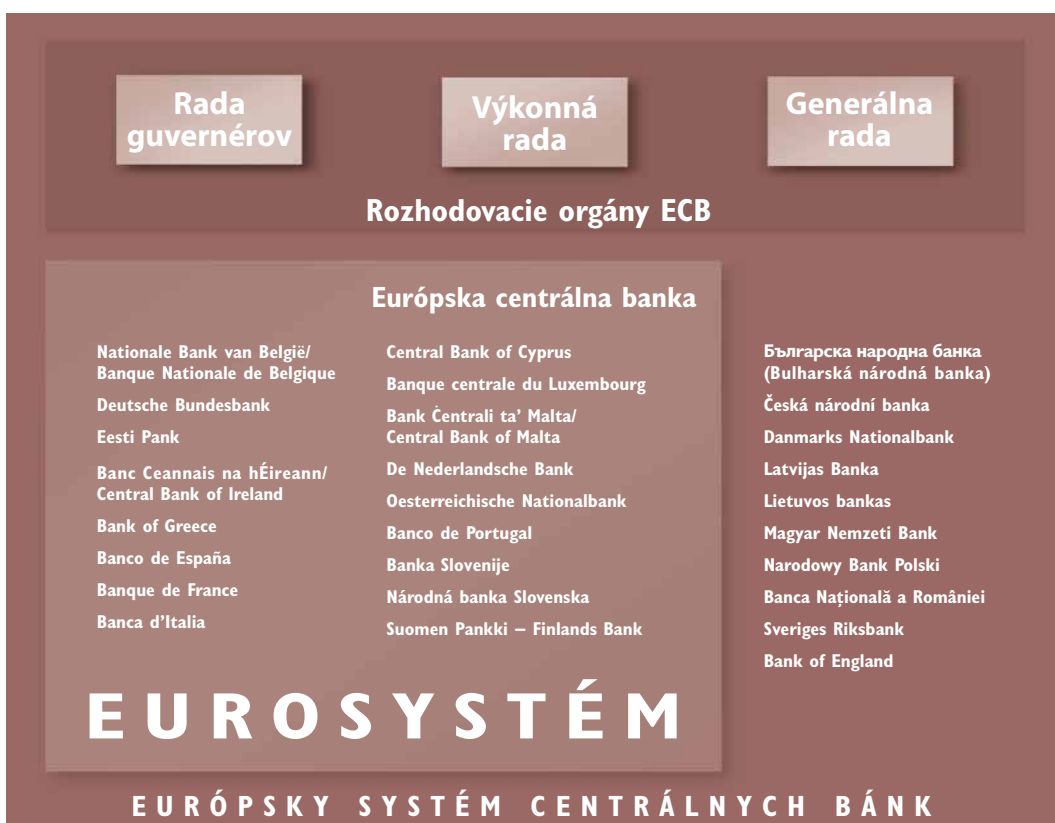 Rada
guvernérov
Výkonná
rada
Generálna
rada
Rozhodovacie orgány ECB
Európska centrálna banka
Nationale Bank van België/
Banque Nationale de Belgique
Deutsche Bundesbank
Eesti Pank
Banc Ceannais na hÉireann/
Central Bank of Ireland
Bank of Greece
Banco de España
Banque de France
Banca d'Italia
Central Bank of Cyprus
Banque centrale du Luxembourg
Bank Ċentrali ta' Malta/
Central Bank of Malta
De Nederlandsche Bank
Oesterreichische Nationalbank
Banco de Portugal
Banka Slovenije
Národná banka Slovenska
Suomen Pankki – Finlands Bank
Българска народна банка
(Bulharská národná banka)
Česká národní banka
Danmarks Nationalbank
Latvijas Banka
Lietuvos bankas
Magyar Nemzeti Bank
Narodowy Bank Polski
Banca Națională a României
Sveriges Riksbank
Bank of England
EUROSYSTÉM
EURÓPSKY SYSTÉM CENTRÁLNYCH BÁNK